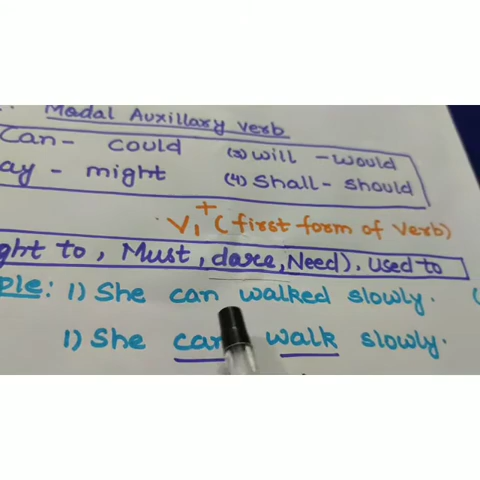 Modal Auxillary Verb
Can - could (3) will - would
ay - might (4) Shall - should
+
V1 (first form of verb)
ght to, Must, dare, Need). used to
ple: 1) She can walked slowly. (
1) She can walk slowly.